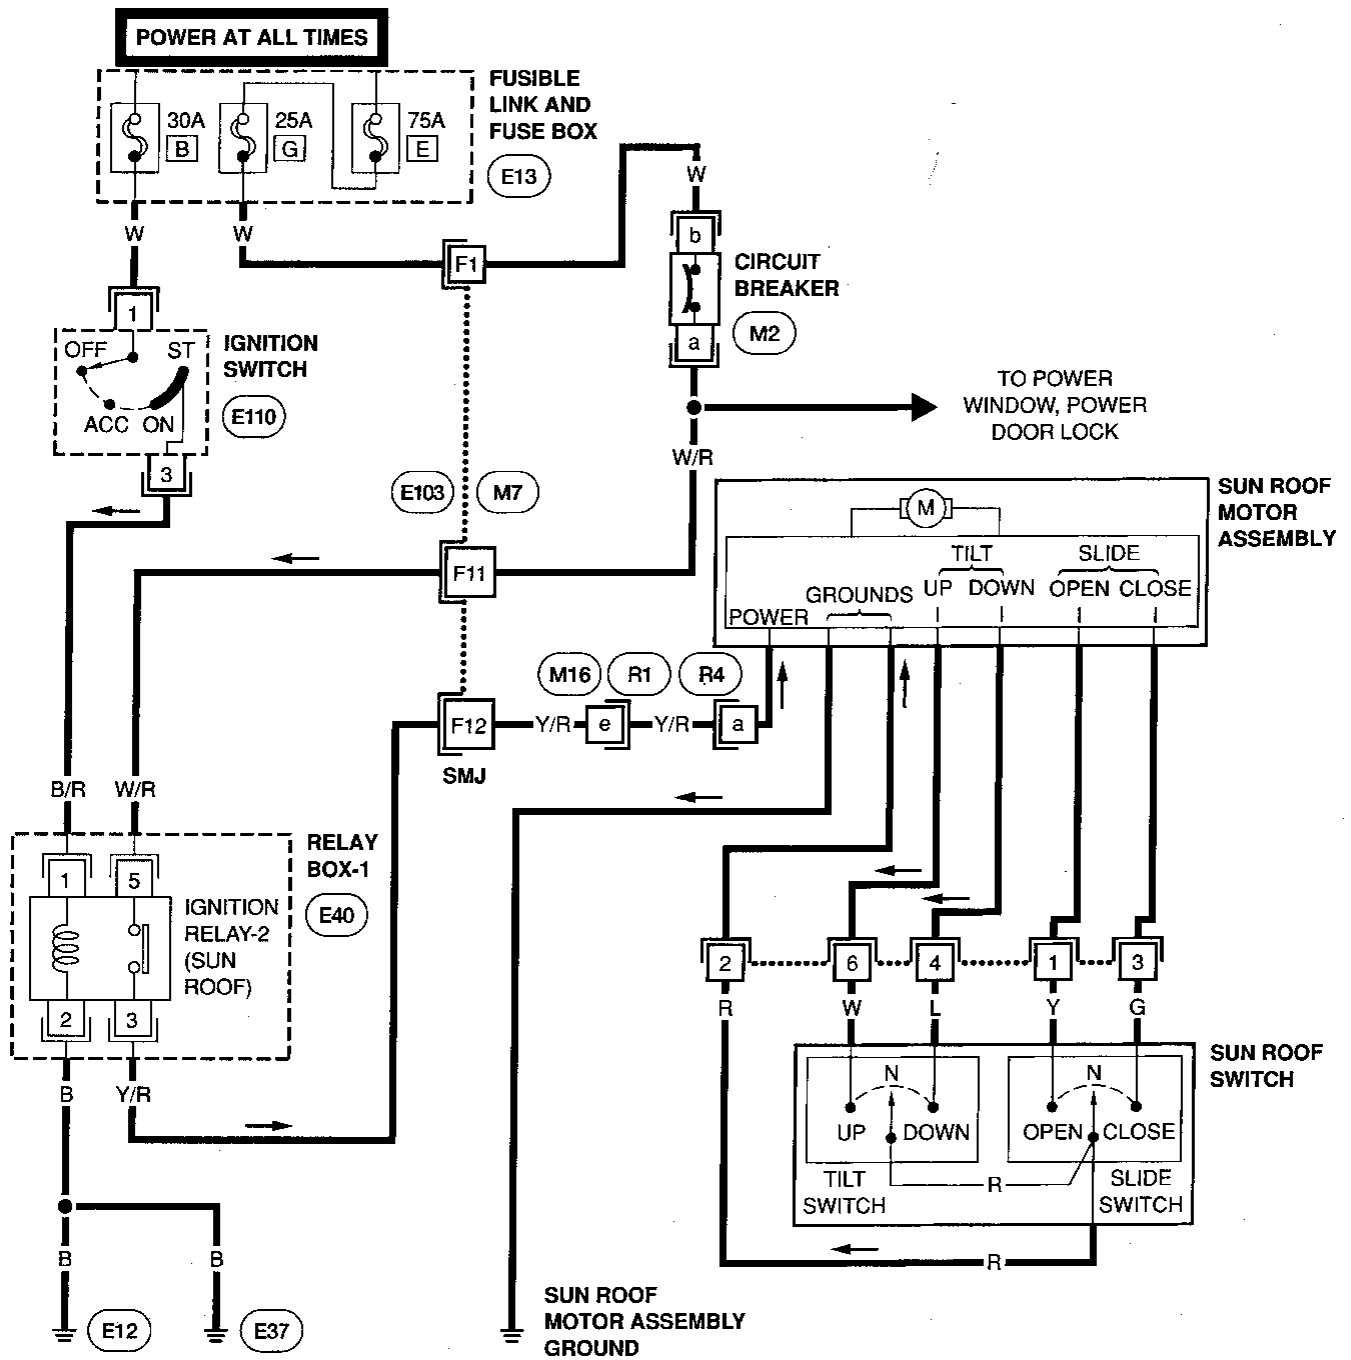 POWER AT ALL TIMES
30A
B
25A
G
75A
E
FUSIBLE
LINK AND
FUSE BOX
E13
W
W
W
F1
b
a
CIRCUIT
BREAKER
M2
1
OFF
ST
ACC
ON
IGNITION
SWITCH
E110
3
TO POWER
WINDOW, POWER
DOOR LOCK
W/R
E103
M7
F11
SUN ROOF
MOTOR
ASSEMBLY
M
TILT
SLIDE
UP
DOWN
OPEN
CLOSE
GROUNDS
POWER
M16
R1
R4
F12
Y/R
e
Y/R
a
SMJ
B/R
W/R
RELAY
BOX-1
E40
1
5
IGNITION
RELAY-2
(SUN
ROOF)
2
3
B
Y/R
2
6
4
1
3
R
W
L
Y
G
SUN ROOF
SWITCH
N
N
UP
DOWN
OPEN
CLOSE
TILT
SWITCH
R
SLIDE
SWITCH
R
B
B
E12
E37
SUN ROOF
MOTOR ASSEMBLY
GROUND